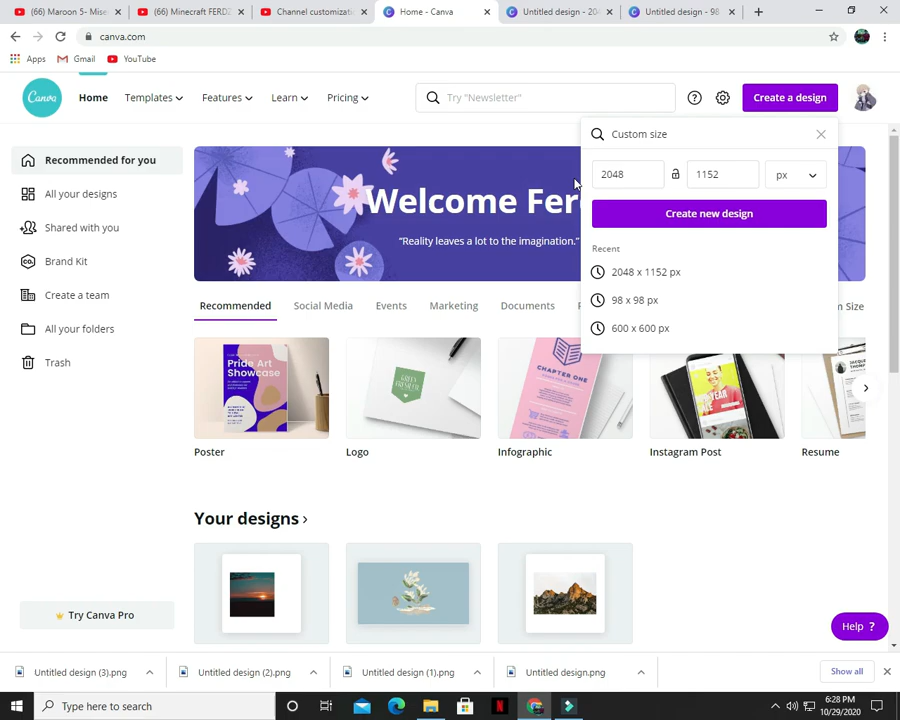 (66) Maroon 5- Mise
(66) Minecraft FERDZ
Channel customizati
Home - Canva
Untitled design - 204
Untitled design - 98
canva.com
Apps
Gmail
YouTube
Canva
Home
Templates
Features
Learn
Pricing
Try "Newsletter"
Create a design
Custom size
2048
1152
px
Create new design
Recent
2048 x 1152 px
98 x 98 px
600 x 600 px
Recommended for you
All your designs
Shared with you
Brand Kit
Create a team
All your folders
Trash
Try Canva Pro
Welcome Fer
“Reality leaves a lot to the imagination.”
Recommended
Social Media
Events
Marketing
Documents
m Size
Pride Art
Showcase
GREEN
CHAPTER ONE
Poster
Logo
Infographic
Instagram Post
Resume
Your designs
Help ?
Untitled design (3).png
Untitled design (2).png
Untitled design (1).png
Untitled design.png
Show all
Type here to search
6:28 PM
10/29/2020